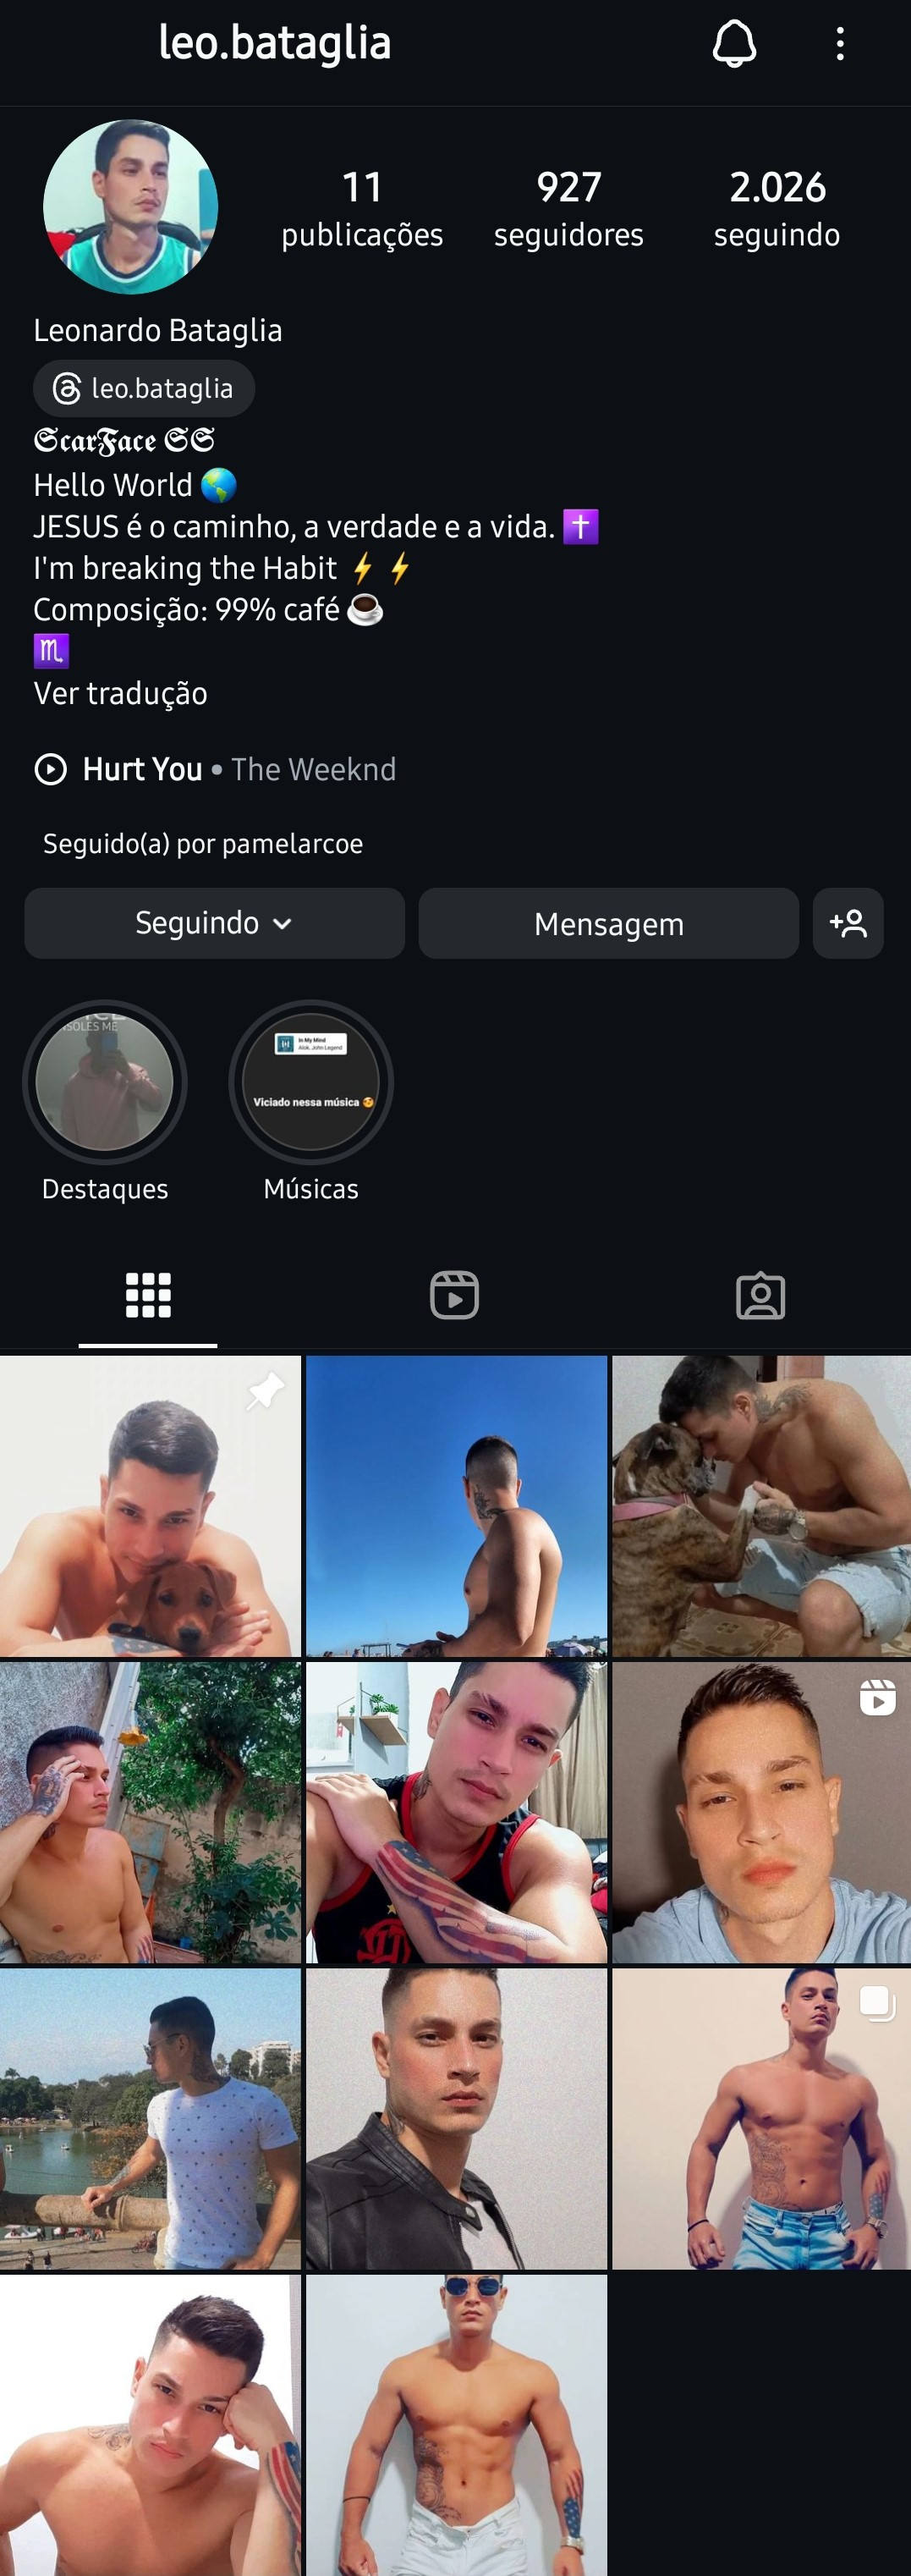 leo.bataglia
11
publicações
927
seguidores
2.026
seguindo
Leonardo Bataglia
leo.bataglia
𝕾𝖈𝖆𝖗𝕱𝖆𝖈𝖊 𝕾𝕾
Hello World 🌎
JESUS é o caminho, a verdade e a vida. ✝️
I'm breaking the Habit ⚡⚡
Composição: 99% café ☕
♏
Ver tradução
Hurt You • The Weeknd
Seguido(a) por pamelarcoe
Seguindo
Mensagem
SOLES ME
In My Mind
Alok, John Legend
Viciado nessa música 🥰
Destaques
Músicas